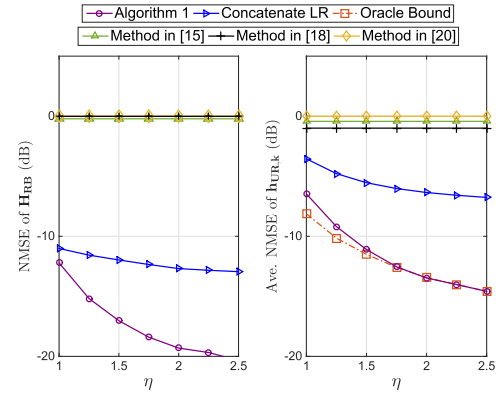 Algorithm 1 Concatenate LR Oracle Bound
Method in [15] Method in [18] Method in [20]
NMSE of H_RB (dB)
0
-10
-20
1 1.5 2 2.5
η
Ave. NMSE of h_UR,k (dB)
0
-10
-20
1 1.5 2 2.5
η